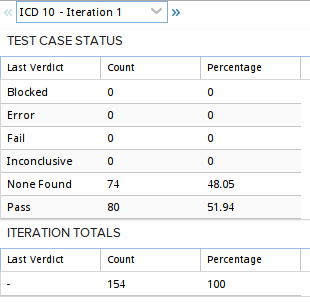 « ICD 10 - Iteration 1 »
TEST CASE STATUS
Last Verdict Count Percentage
Blocked 0 0
Error 0 0
Fail 0 0
Inconclusive 0 0
None Found 74 48.05
Pass 80 51.94
ITERATION TOTALS
Last Verdict Count Percentage
- 154 100